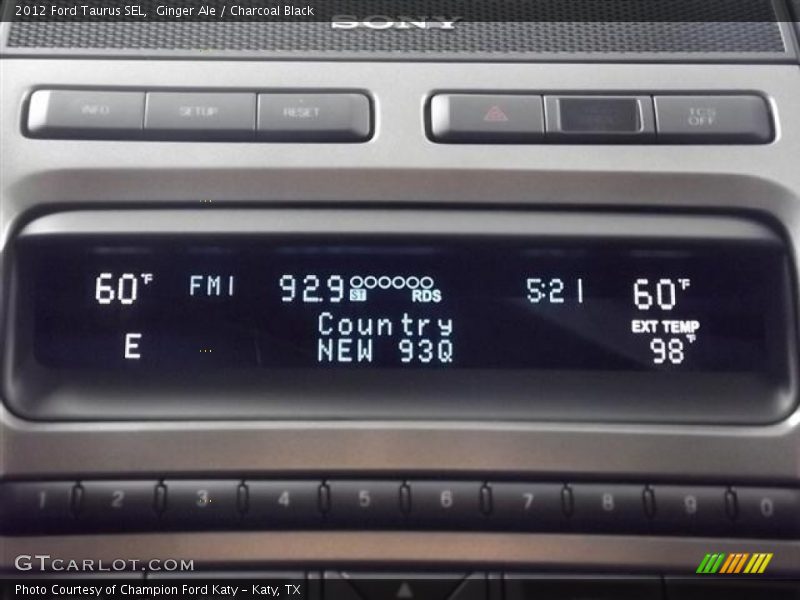 2012 Ford Taurus SEL,  Ginger Ale / Charcoal Black
SONY
INFO SETUP RESET TCS OFF
60°F FM1 92.9 ST RDS 5:21 60°F
Country EXT TEMP
E NEW 93Q 98°F
1 2 3 4 5 6 7 8 9 0
GTCARLOT.COM
Photo Courtesy of Champion Ford Katy - Katy, TX